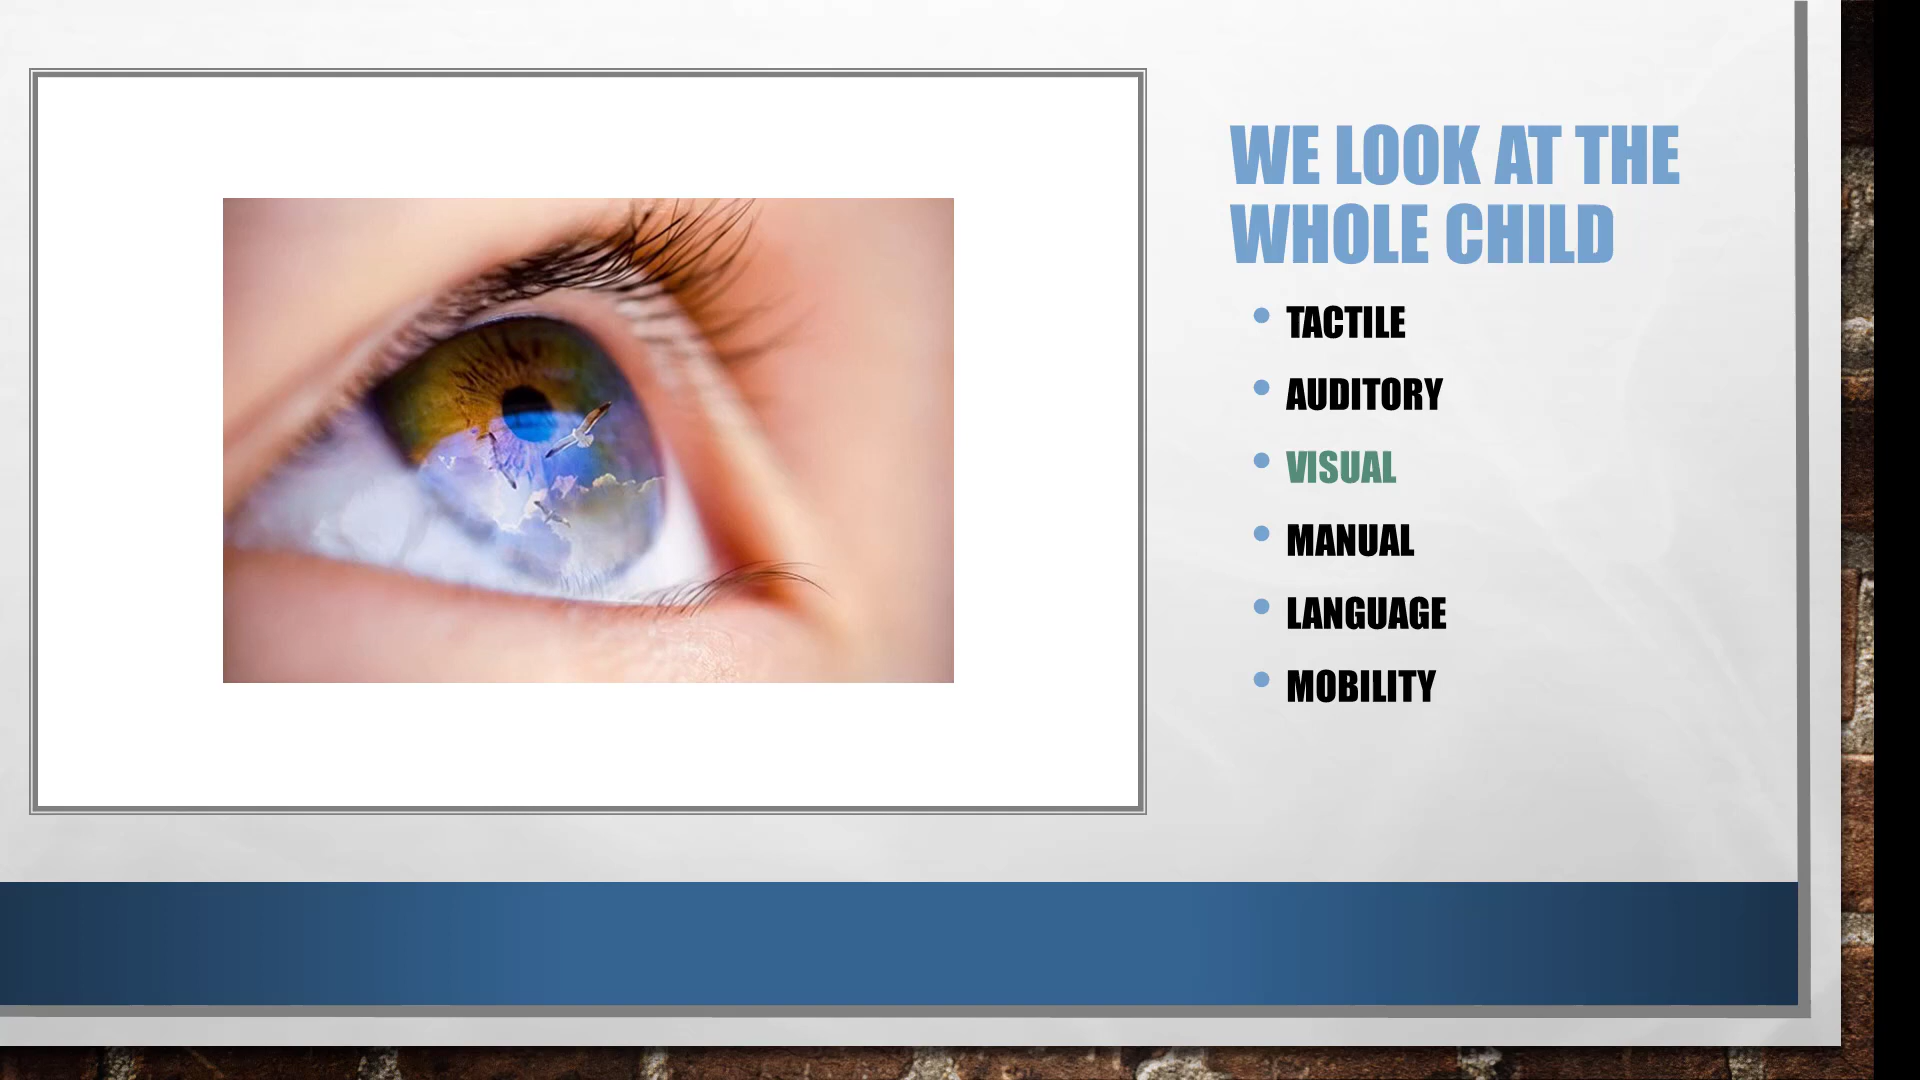 WE LOOK AT THE
WHOLE CHILD
• TACTILE
• AUDITORY
• VISUAL
• MANUAL
• LANGUAGE
• MOBILITY